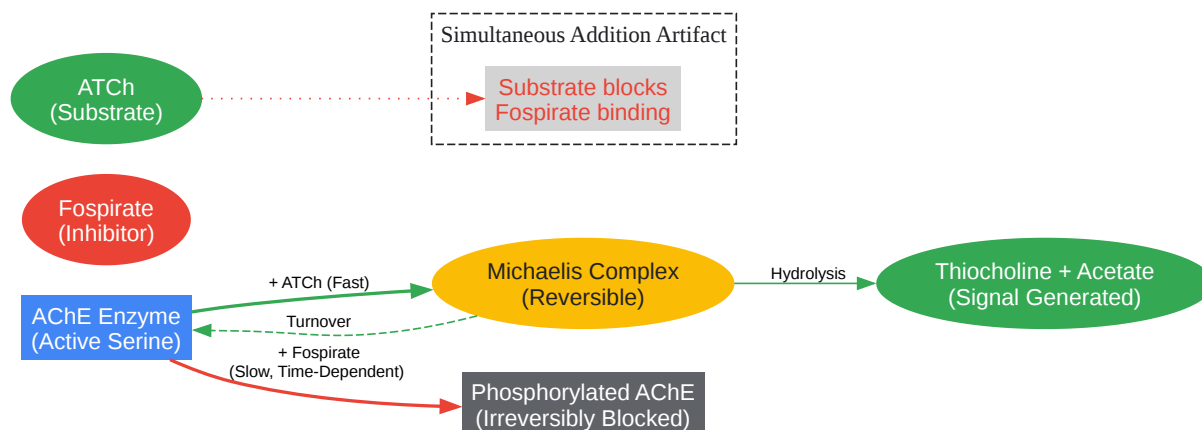 Simultaneous Addition Artifact
ATCh
(Substrate)
Substrate blocks
Fospirate binding
Fospirate
(Inhibitor)
+ ATCh (Fast)
Michaelis Complex
(Reversible)
Hydrolysis
Thiocholine + Acetate
(Signal Generated)
AChE Enzyme
(Active Serine)
Turnover
+ Fospirate
(Slow, Time-Dependent)
Phosphorylated AChE
(Irreversibly Blocked)